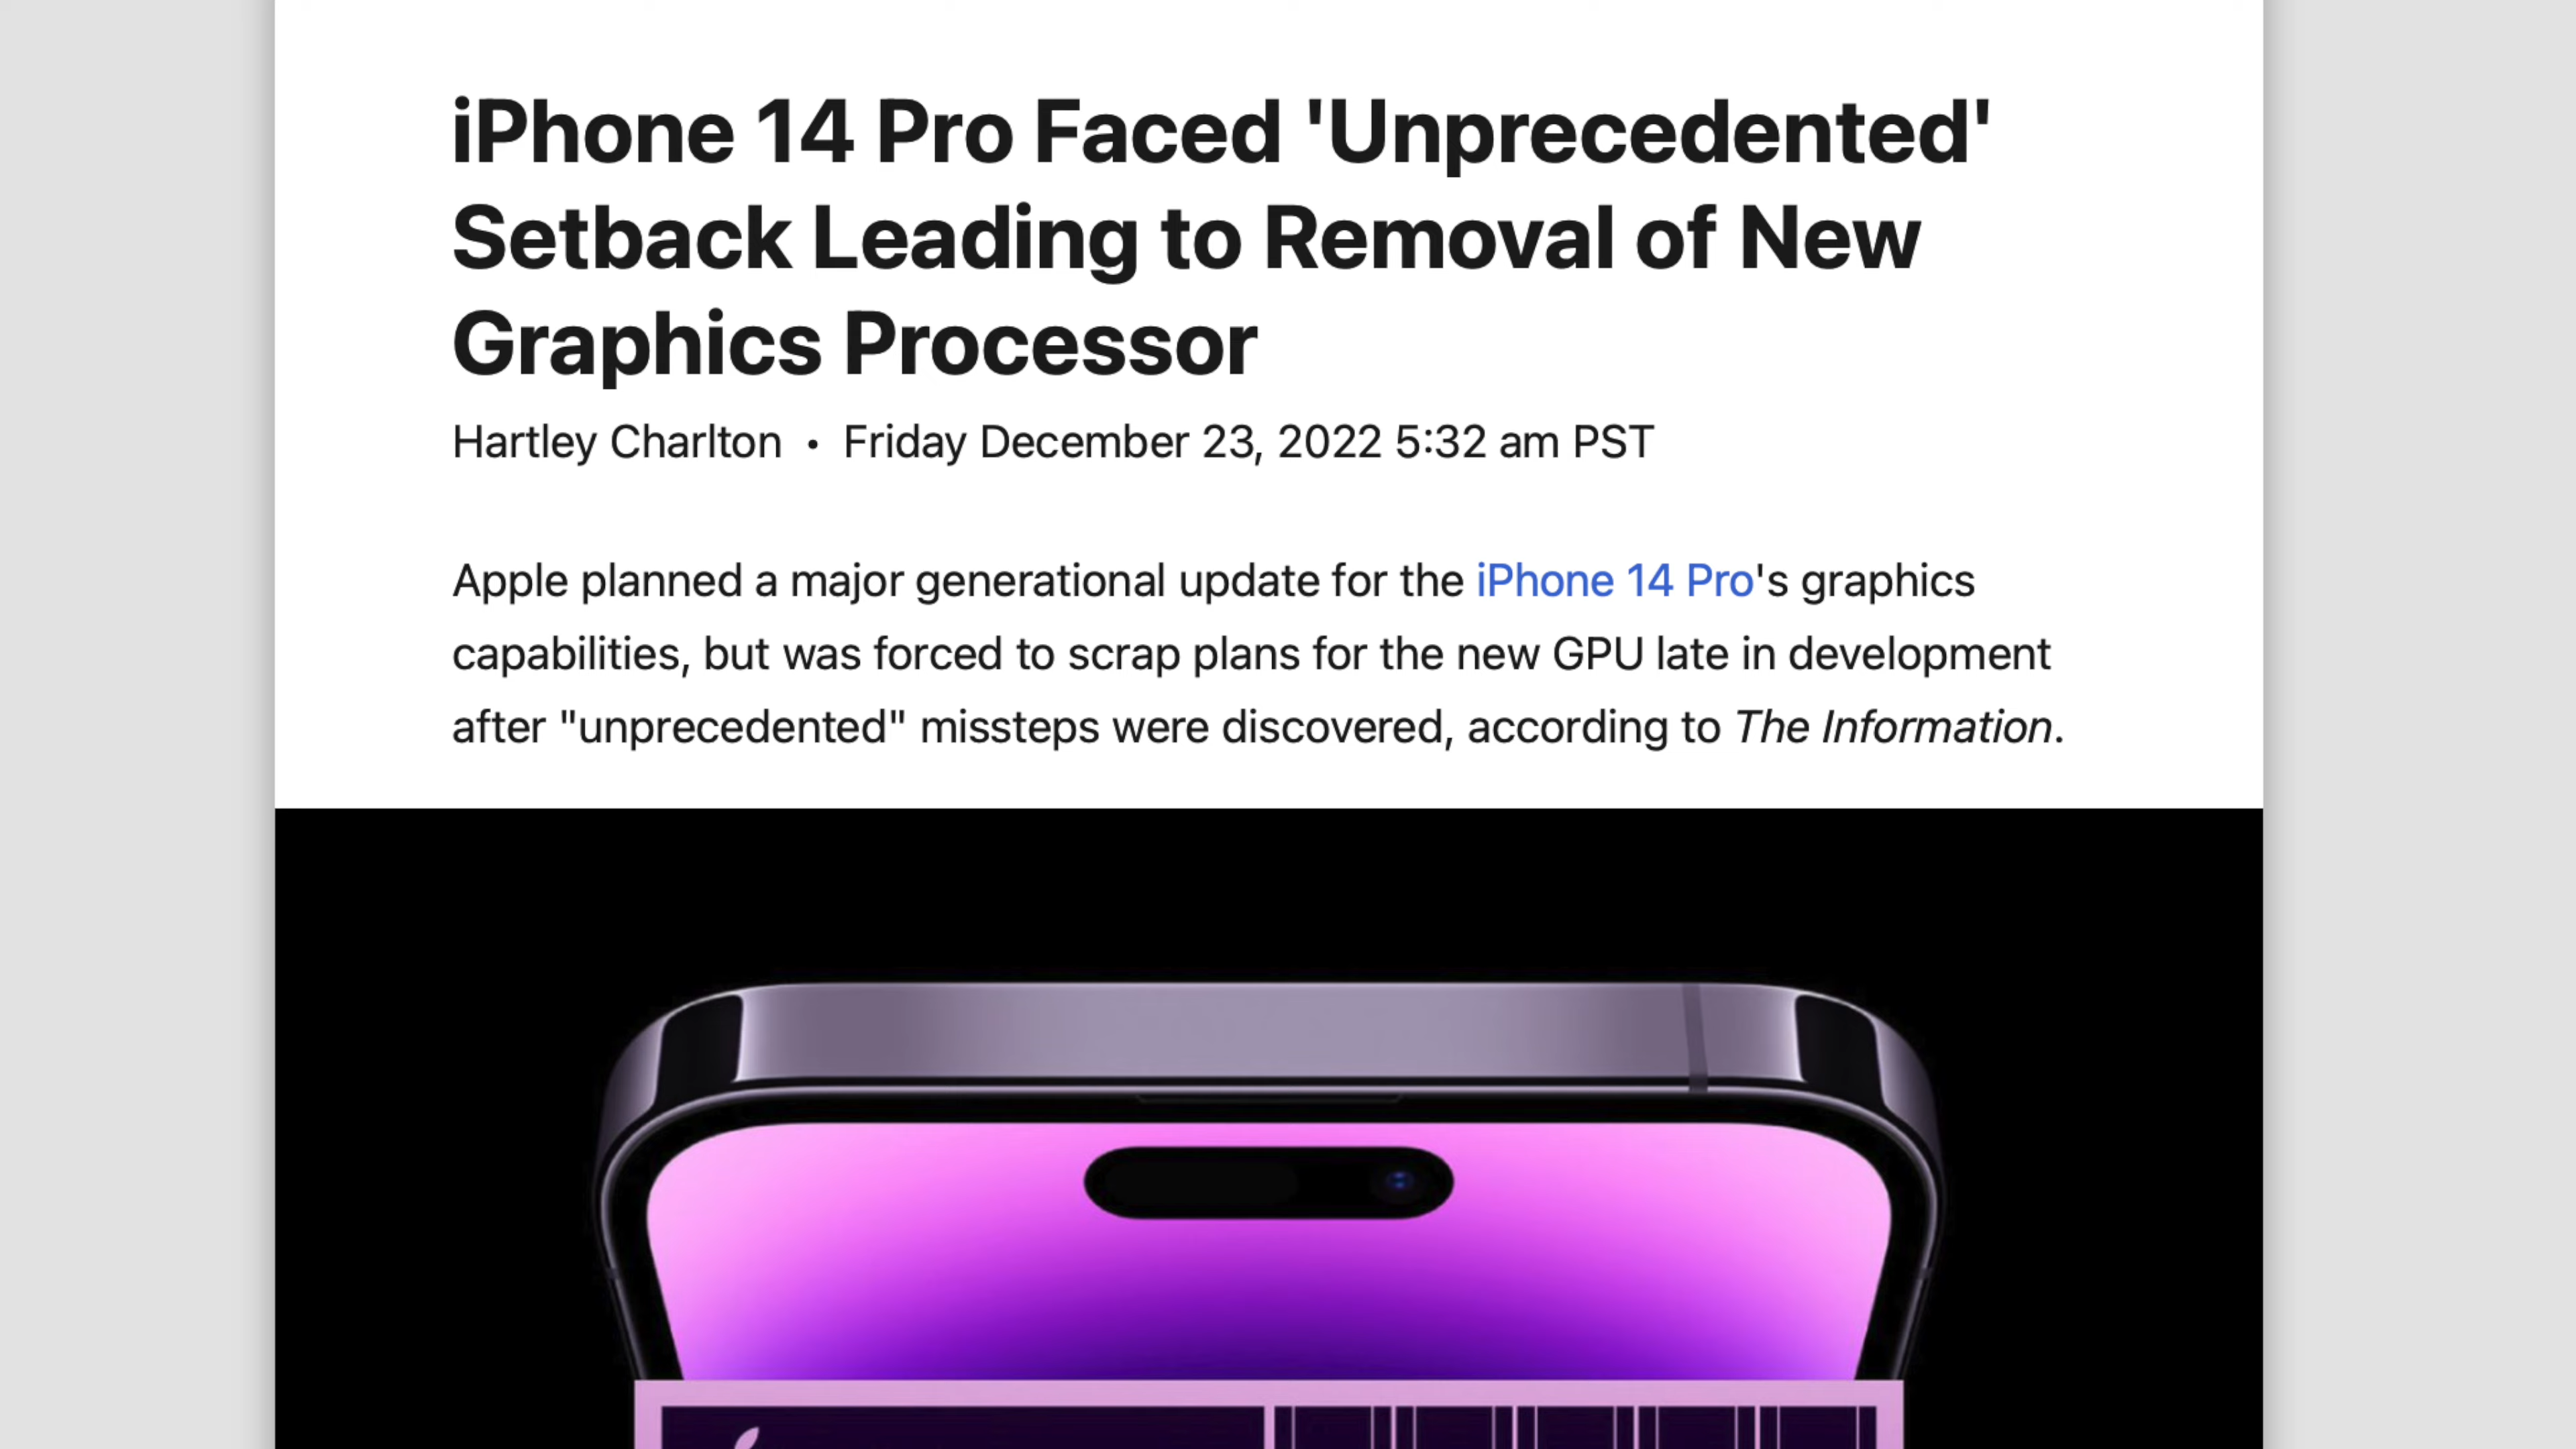 iPhone 14 Pro Faced 'Unprecedented'
Setback Leading to Removal of New
Graphics Processor
Hartley Charlton • Friday December 23, 2022 5:32 am PST
Apple planned a major generational update for the iPhone 14 Pro's graphics
capabilities, but was forced to scrap plans for the new GPU late in development
after "unprecedented" missteps were discovered, according to The Information.